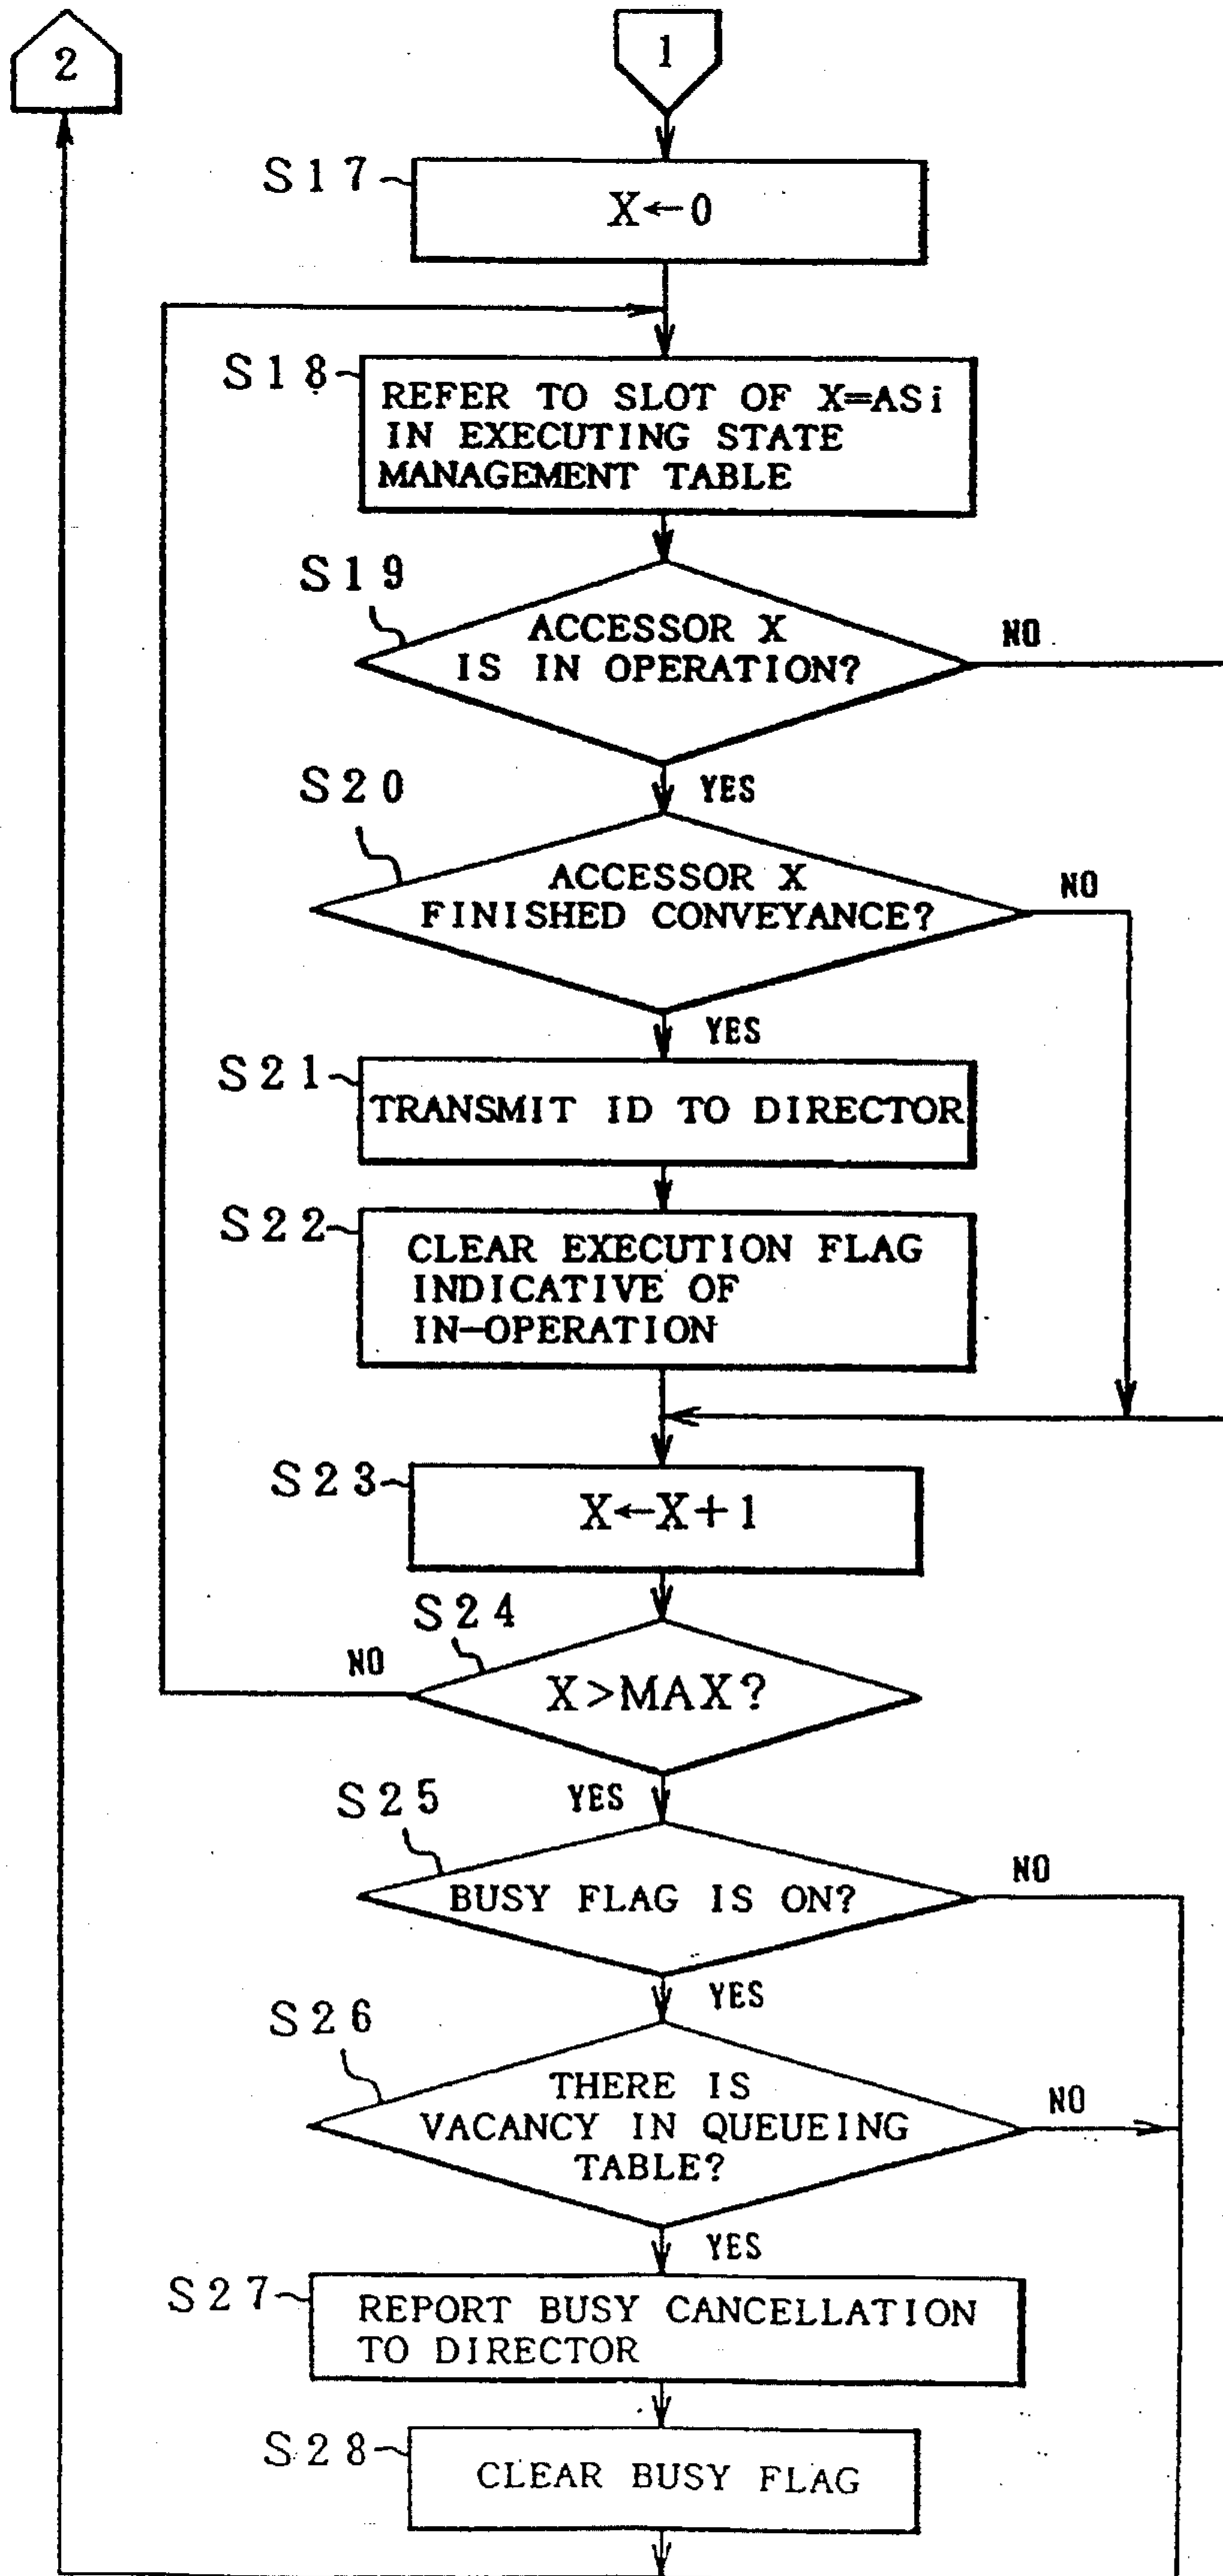 2
1
S17
X←0
S18
REFER TO SLOT OF X=ASi
IN EXECUTING STATE
MANAGEMENT TABLE
S19
ACCESSOR X
IS IN OPERATION?
NO
YES
S20
ACCESSOR X
FINISHED CONVEYANCE?
NO
YES
S21
TRANSMIT ID TO DIRECTOR
S22
CLEAR EXECUTION FLAG
INDICATIVE OF
IN-OPERATION
S23
X←X+1
S24
NO
X>MAX?
YES
S25
BUSY FLAG IS ON?
NO
YES
S26
THERE IS
VACANCY IN QUEUEING
TABLE?
NO
YES
S27
REPORT BUSY CANCELLATION
TO DIRECTOR
S28
CLEAR BUSY FLAG